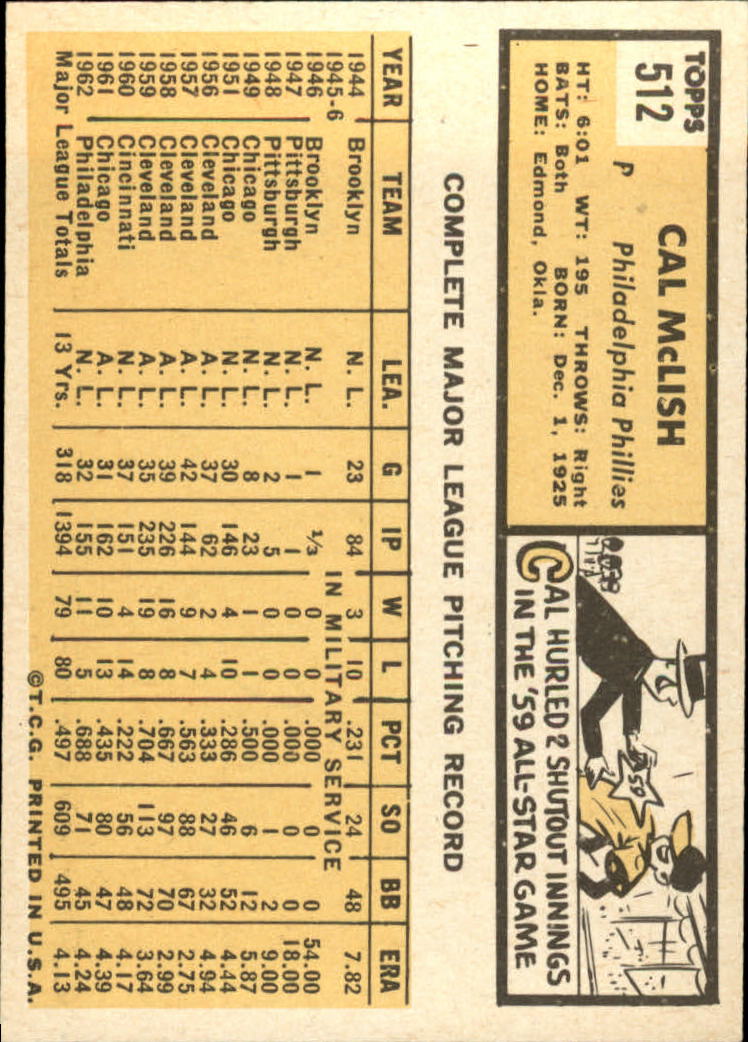 TOPPS
512
CAL McLISH
P Philadelphia Phillies
HT: 6:01 WT: 195 THROWS: Right
BATS: Both BORN: Dec. 1, 1925
HOME: Edmond, Okla.
59
CAL HURLED 2 SHUTOUT INNINGS
IN THE '59 ALL-STAR GAME
COMPLETE MAJOR LEAGUE PITCHING RECORD
YEAR TEAM LEA. G IP W L PCT SO BB ERA
1944 Brooklyn N. L. 23 84 3 10 .231 24 48 7.82
1945-6 IN MILITARY SERVICE
1946 Brooklyn N. L. 1 1/3 0 0 .000 0 0 54.00
1947 Pittsburgh N. L. 1 1 0 0 .000 0 0 18.00
1948 Pittsburgh N. L. 2 5 0 0 .000 1 2 9.00
1949 Chicago N. L. 8 23 1 1 .500 6 12 5.87
1951 Chicago N. L. 30 146 4 10 .286 46 52 4.44
1956 Cleveland A. L. 37 62 2 4 .333 27 32 4.94
1957 Cleveland A. L. 42 144 9 7 .563 88 67 2.75
1958 Cleveland A. L. 39 226 16 8 .667 97 70 2.99
1959 Cleveland A. L. 35 235 19 8 .704 113 72 3.64
1960 Cincinnati N. L. 37 151 4 14 .222 56 48 4.17
1961 Chicago A. L. 31 162 10 13 .435 80 47 4.39
1962 Philadelphia N. L. 32 155 11 5 .688 71 45 4.24
Major League Totals 13 Yrs. 318 1394 79 80 .497 609 495 4.13
©T.C.G. PRINTED IN U.S.A.